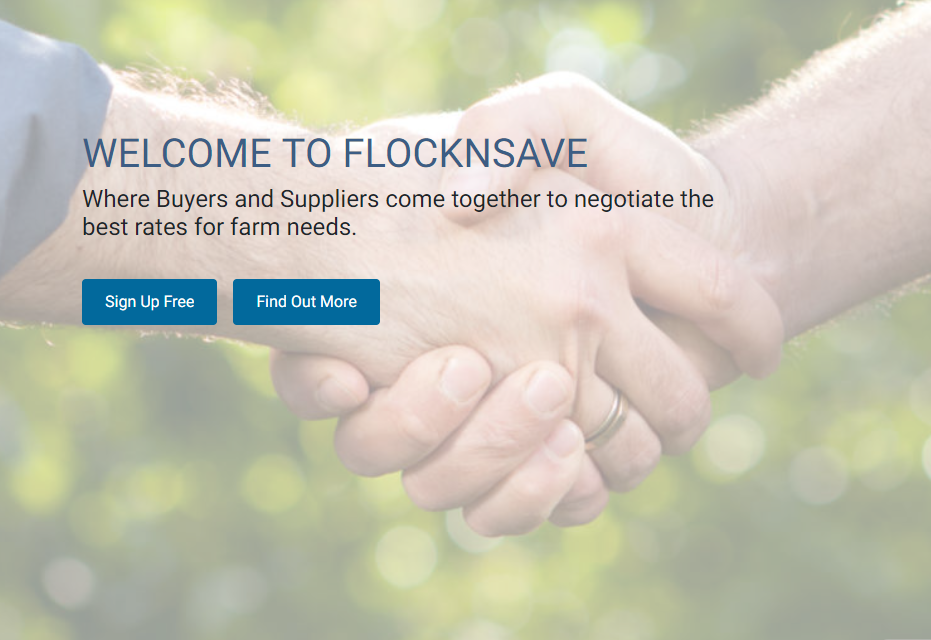 WELCOME TO FLOCKNSAVE
Where Buyers and Suppliers come together to negotiate the
best rates for farm needs.
Sign Up Free
Find Out More